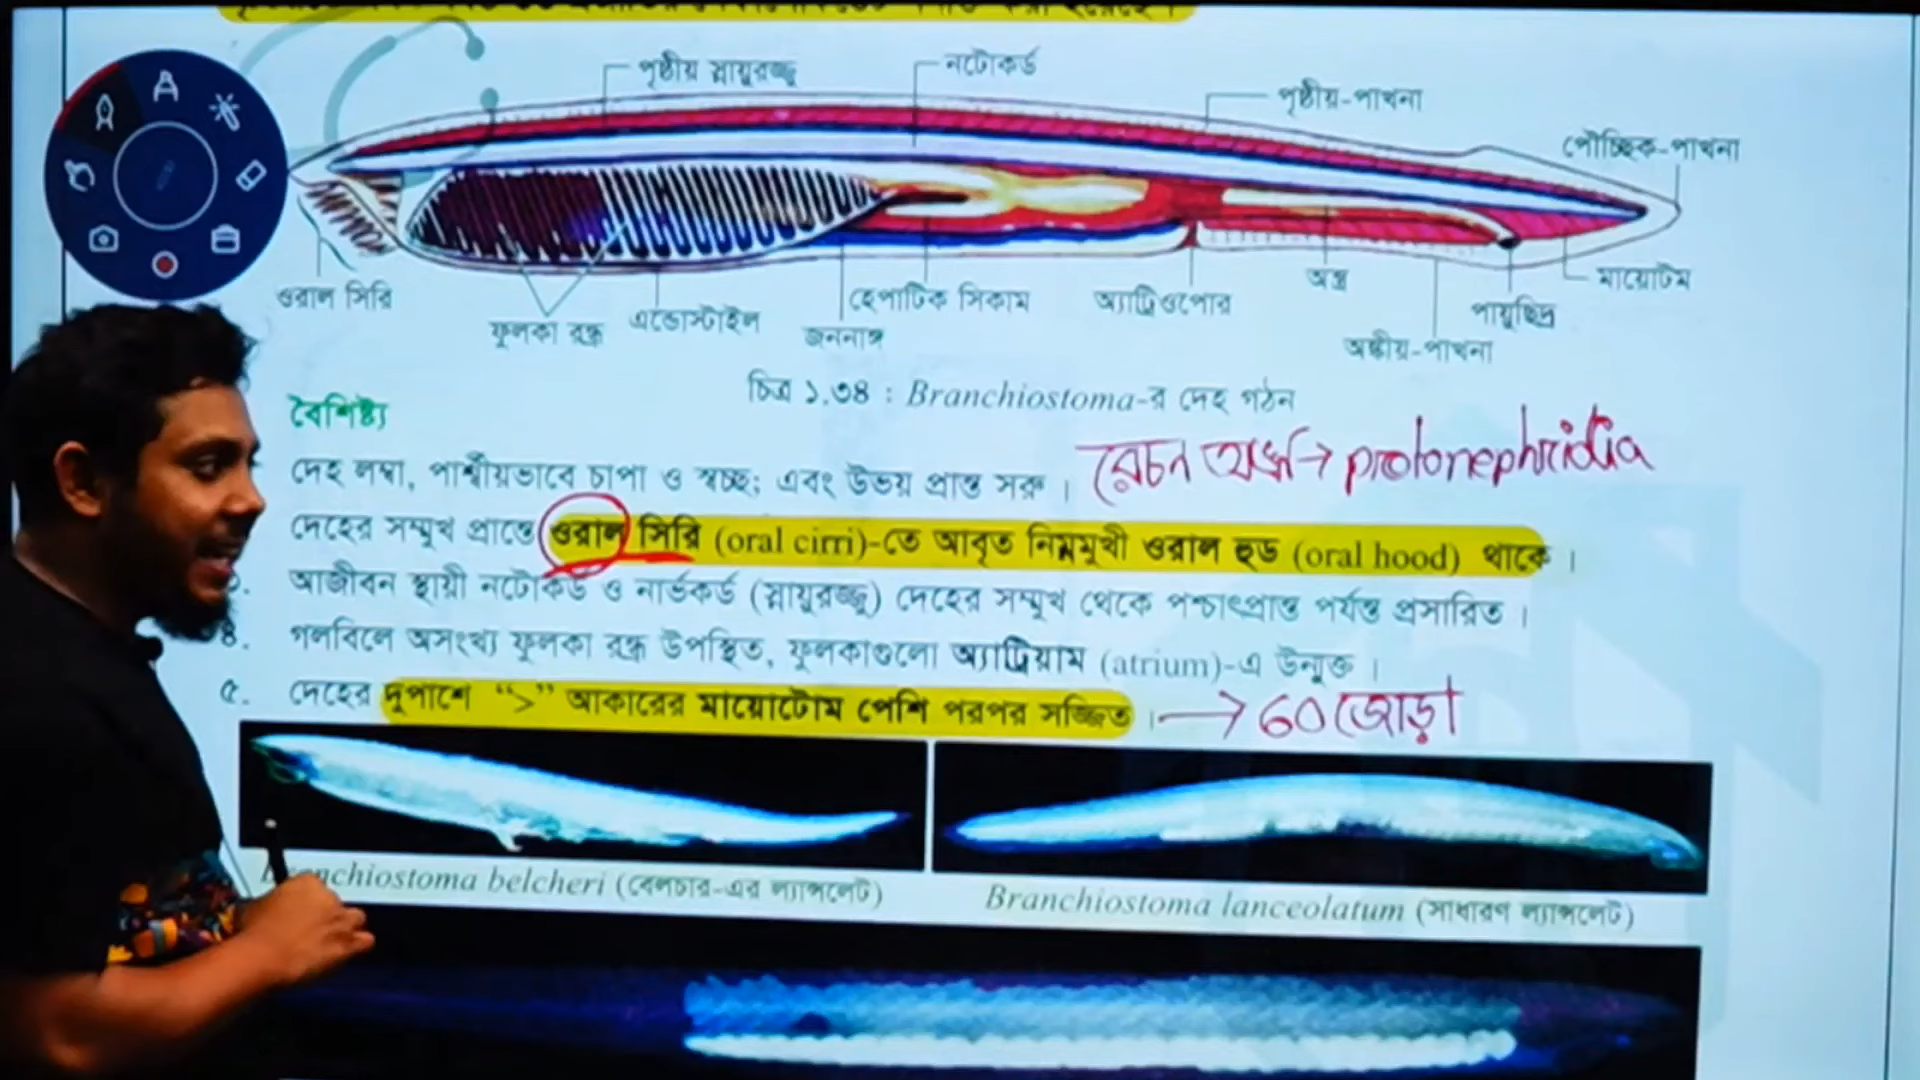 পৃষ্ঠীয় স্নায়ুরজ্জু
নটোকর্ড
পৃষ্ঠীয়-পাখনা
পৌচ্ছিক-পাখনা
ওরাল সিরি
ফুলকা রন্ধ্র
এন্ডোস্টাইল
জননাঙ্গ
হেপাটিক সিকাম
অ্যাট্রিওপোর
অন্ত্র
অঙ্কীয়-পাখনা
পায়ুছিদ্র
মায়োটম
চিত্র ১.৩৪ : Branchiostoma-র দেহ গঠন
বৈশিষ্ট্য
দেহ লম্বা, পার্শ্বীয়ভাবে চাপা ও স্বচ্ছ; এবং উভয় প্রান্ত সরু ।
রেচন অঙ্গ → protonephridia
দেহের সম্মুখ প্রান্তে ওরাল সিরি (oral cirri)-তে আবৃত নিম্নমুখী ওরাল হুড (oral hood) থাকে ।
আজীবন স্থায়ী নটোকর্ড ও নার্ভকর্ড (স্নায়ুরজ্জু) দেহের সম্মুখ থেকে পশ্চাৎপ্রান্ত পর্যন্ত প্রসারিত ।
৪. গলবিলে অসংখ্য ফুলকা রন্ধ্র উপস্থিত, ফুলকাগুলো অ্যাট্রিয়াম (atrium)-এ উন্মুক্ত ।
৫. দেহের দুপাশে “>” আকারের মায়োটোম পেশি পরপর সজ্জিত । → 60 জোড়া
belcheri (বেলচার-এর ল্যান্সলেট)
Branchiostoma lanceolatum (সাধারণ ল্যান্সলেট)